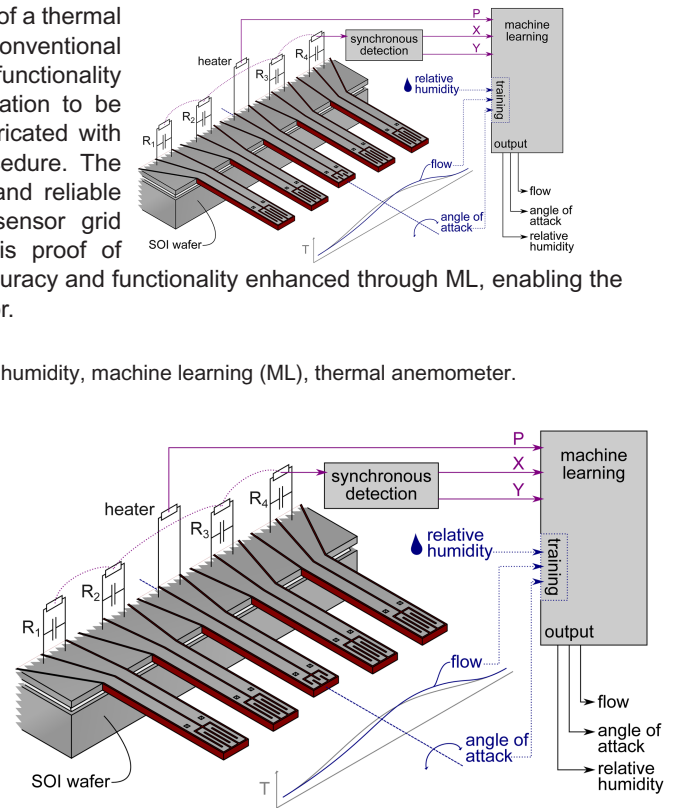 of a thermal
onventional
functionality
ation to be
ricated with
edure. The
and reliable
sensor grid
is proof of
uracy and functionality enhanced through ML, enabling the
or.
P
X
Y
machine
learning
synchronous
detection
heater
R4
R3
R2
R1
relative
humidity
training
output
flow
angle of
attack
SOI wafer
T
flow
angle of
attack
relative
humidity
humidity, machine learning (ML), thermal anemometer.
P
X
Y
machine
learning
synchronous
detection
heater
R4
R3
R2
R1
relative
humidity
training
output
flow
angle of
attack
SOI wafer
T
flow
angle of
attack
relative
humidity